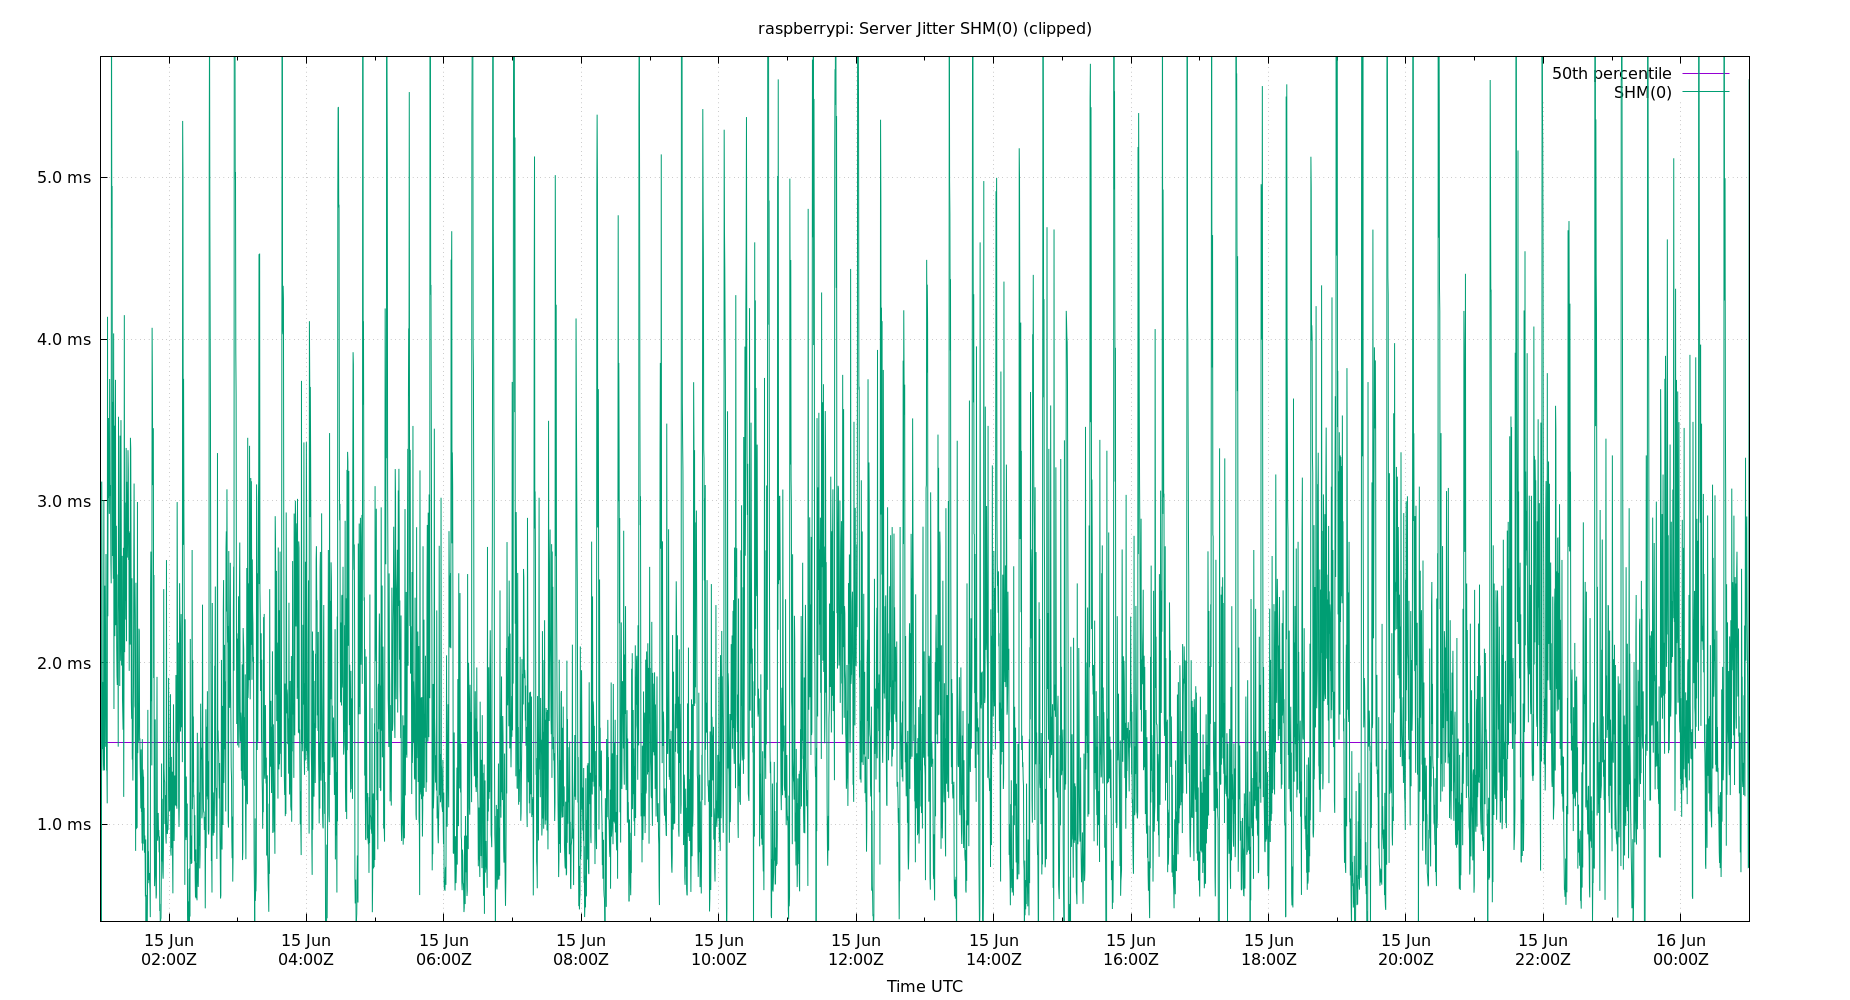 raspberrypi: Server Jitter SHM(0) (clipped)
50th percentile
SHM(0)
5.0 ms
4.0 ms
3.0 ms
2.0 ms
1.0 ms
15 Jun 15 Jun 15 Jun 15 Jun 15 Jun 15 Jun 15 Jun 15 Jun 15 Jun 15 Jun 15 Jun 16 Jun
02:00Z 04:00Z 06:00Z 08:00Z 10:00Z 12:00Z 14:00Z 16:00Z 18:00Z 20:00Z 22:00Z 00:00Z
Time UTC